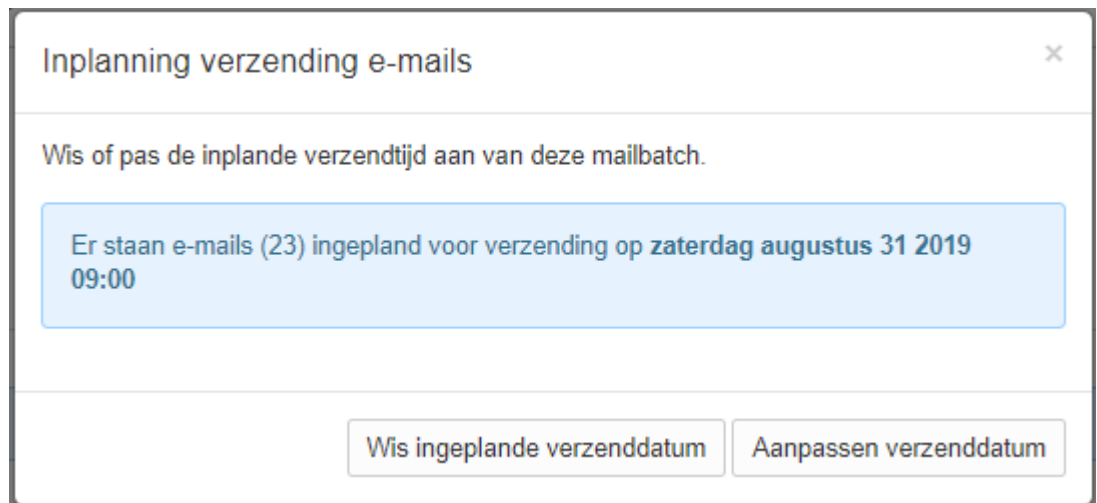 Inplanning verzending e-mails
×
Wis of pas de inplande verzendtijd aan van deze mailbatch.
Er staan e-mails (23) ingepland voor verzending op zaterdag augustus 31 2019
09:00
Wis ingeplande verzenddatum Aanpassen verzenddatum